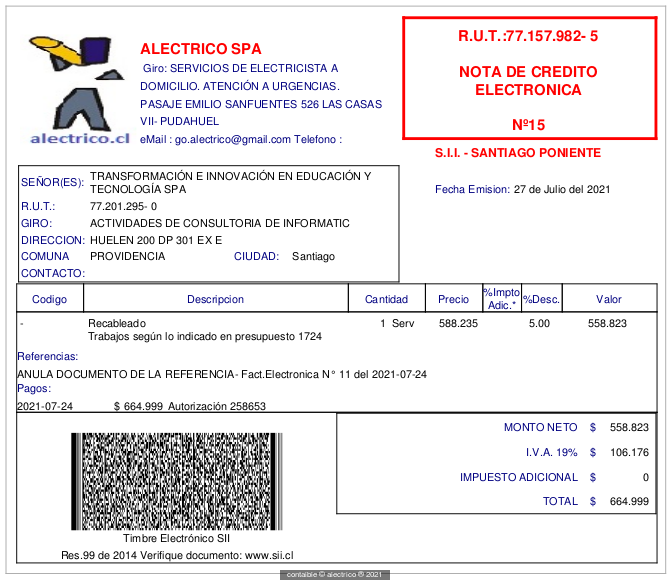 R.U.T.:77.157.982- 5
NOTA DE CREDITO
ELECTRONICA
Nº15
S.I.I. - SANTIAGO PONIENTE
alectrico.cl
ALECTRICO SPA
Giro: SERVICIOS DE ELECTRICISTA A
DOMICILIO. ATENCIÓN A URGENCIAS.
PASAJE EMILIO SANFUENTES 526 LAS CASAS
VII- PUDAHUEL
eMail : go.alectrico@gmail.com Telefono :
Fecha Emision: 27 de Julio del 2021
SEÑOR(ES): TRANSFORMACIÓN E INNOVACIÓN EN EDUCACIÓN Y
TECNOLOGÍA SPA
R.U.T.: 77.201.295- 0
GIRO: ACTIVIDADES DE CONSULTORIA DE INFORMATIC
DIRECCION: HUELEN 200 DP 301 EX E
COMUNA PROVIDENCIA CIUDAD: Santiago
CONTACTO:
Codigo Descripcion Cantidad Precio %Impto Adic.* %Desc. Valor
- Recableado 1 Serv 588.235 5.00 558.823
Trabajos según lo indicado en presupuesto 1724
Referencias:
ANULA DOCUMENTO DE LA REFERENCIA- Fact.Electronica N° 11 del 2021-07-24
Pagos:
2021-07-24 $ 664.999 Autorización 258653
MONTO NETO $ 558.823
I.V.A. 19% $ 106.176
IMPUESTO ADICIONAL $ 0
TOTAL $ 664.999
Timbre Electrónico SII
Res.99 de 2014 Verifique documento: www.sii.cl
contaible © alectrico ® 2021